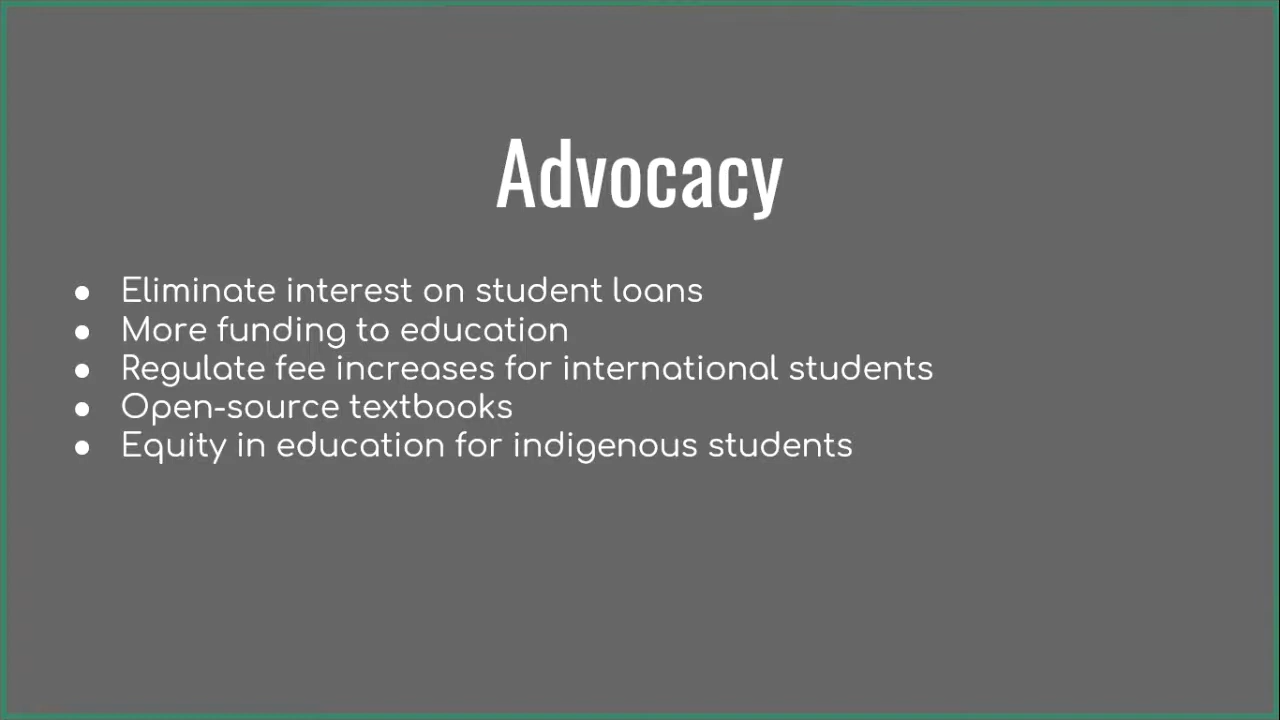 Advocacy
● Eliminate interest on student loans
● More funding to education
● Regulate fee increases for international students
● Open-source textbooks
● Equity in education for indigenous students